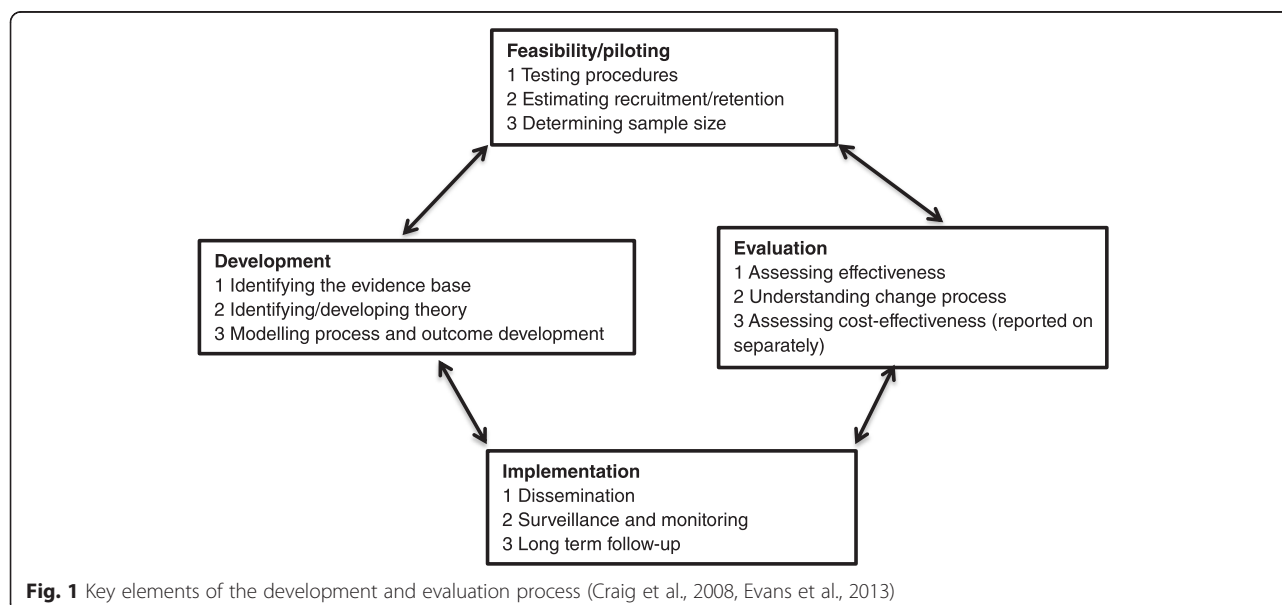 Feasibility/piloting
1 Testing procedures
2 Estimating recruitment/retention
3 Determining sample size
Development
1 Identifying the evidence base
2 Identifying/developing theory
3 Modelling process and outcome development
Evaluation
1 Assessing effectiveness
2 Understanding change process
3 Assessing cost-effectiveness (reported on
separately)
Implementation
1 Dissemination
2 Surveillance and monitoring
3 Long term follow-up
Fig. 1 Key elements of the development and evaluation process (Craig et al., 2008, Evans et al., 2013)